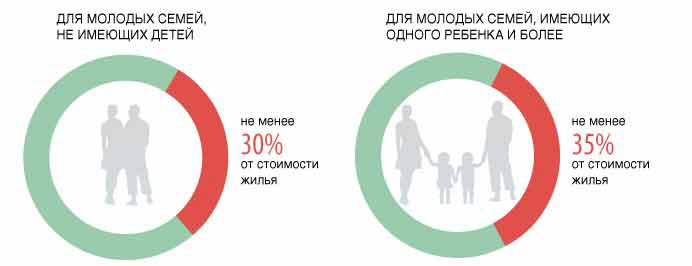 ДЛЯ МОЛОДЫХ СЕМЕЙ,
НЕ ИМЕЮЩИХ ДЕТЕЙ
не менее
30%
от стоимости
жилья
ДЛЯ МОЛОДЫХ СЕМЕЙ, ИМЕЮЩИХ
ОДНОГО РЕБЕНКА И БОЛЕЕ
не менее
35%
от стоимости
жилья